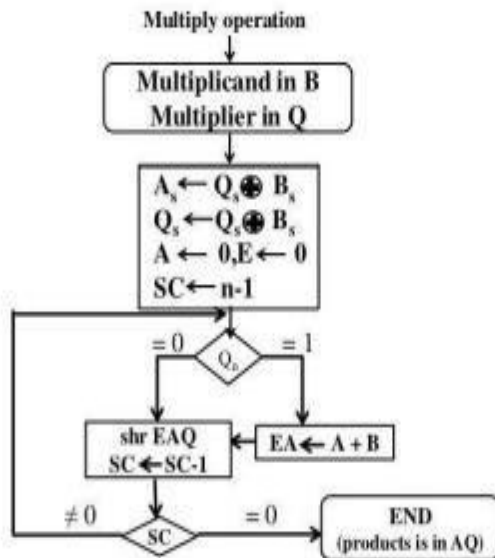 Multiply operation
Multiplicand in B
Multiplier in Q
Aₛ ← Qₛ ⊕ Bₛ
Qₛ ← Qₛ ⊕ Bₛ
A ← 0,E ← 0
SC ← n-1
= 0
Qₙ
= 1
shr EAQ
SC ← SC-1
EA ← A + B
≠ 0
SC
= 0
END
(products is in AQ)